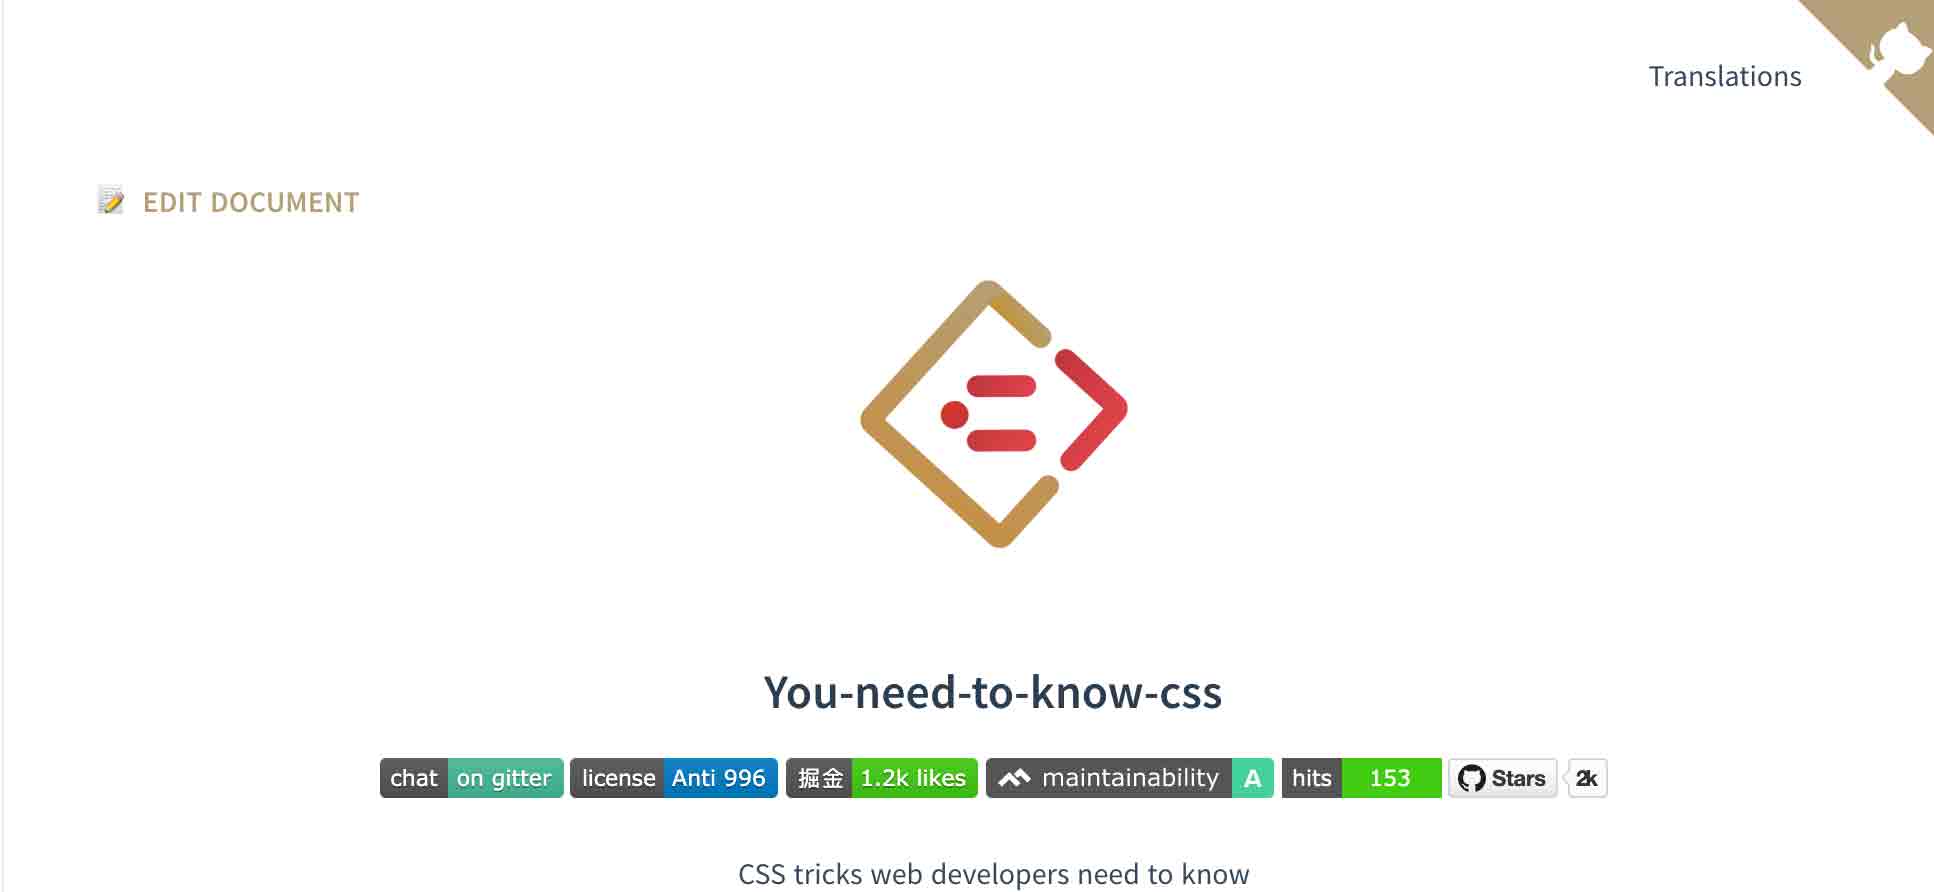 Translations
EDIT DOCUMENT
You-need-to-know-css
chat on gitter license Anti 996 掘金 1.2k likes maintainability A hits 153 Stars 2k
CSS tricks web developers need to know